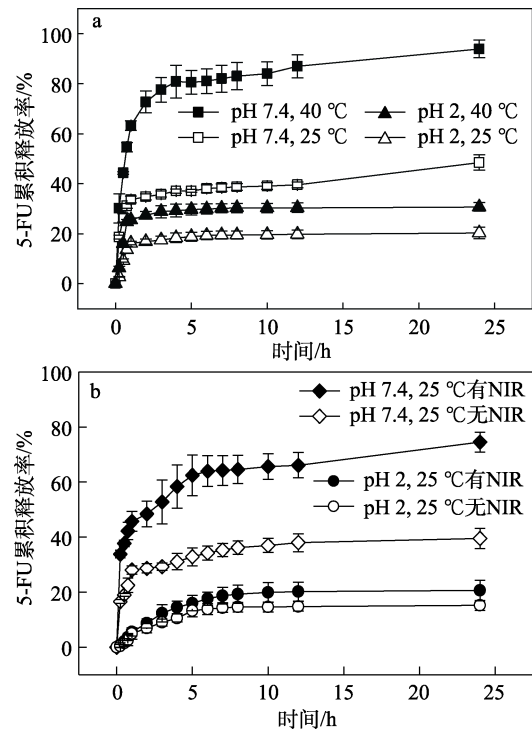 a
100
80
60
40
20
0
5-FU累积释放率/%
pH 7.4, 40 ℃
pH 2, 40 ℃
pH 7.4, 25 ℃
pH 2, 25 ℃
0 5 10 15 20 25
时间/h
b
100
80
60
40
20
0
5-FU累积释放率/%
pH 7.4, 25 ℃有NIR
pH 7.4, 25 ℃无NIR
pH 2, 25 ℃有NIR
pH 2, 25 ℃无NIR
0 5 10 15 20 25
时间/h